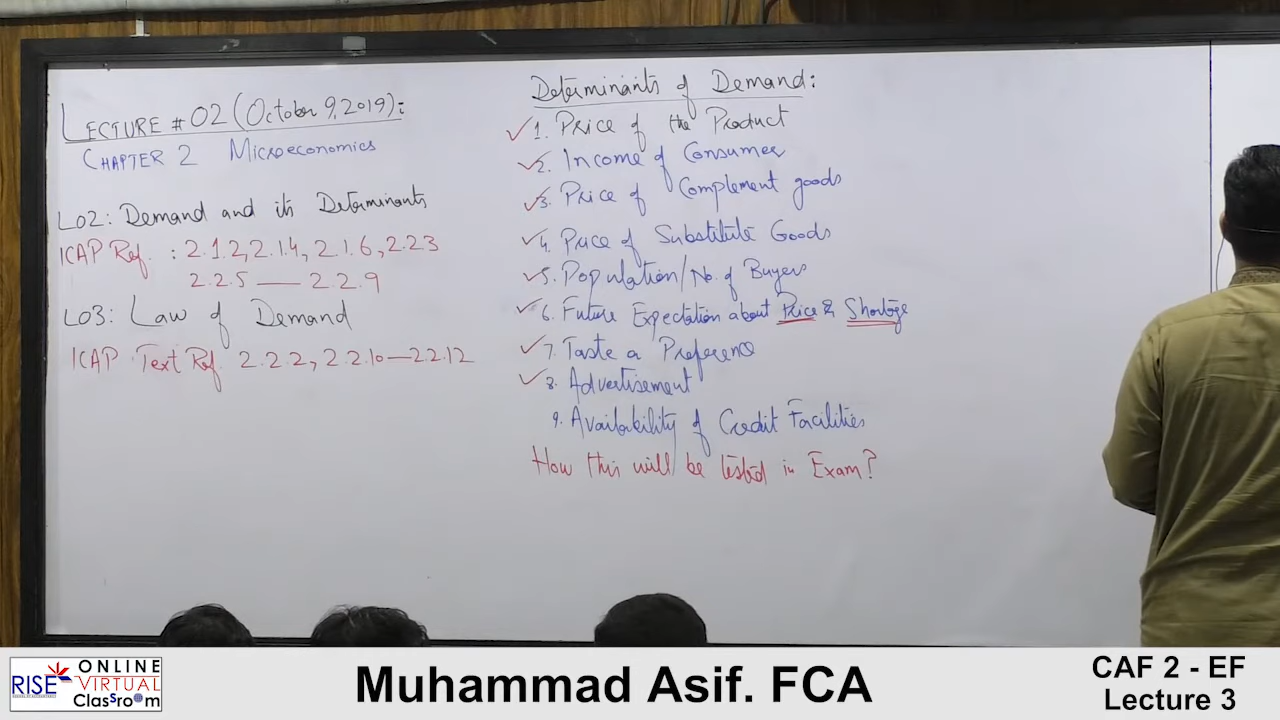 LECTURE # 02 (October 9, 2019):
CHAPTER 2 Microeconomics
LO2: Demand and its Determinants
ICAP Ref. : 2.1.2, 2.1.4, 2.1.6, 2.2.3
2.2.5 — 2.2.9
LO3: Law of Demand
ICAP Text Ref. 2.2.2, 2.2.10 — 2.2.12
Determinants of Demand:
✓ 1. Price of the Product
✓ 2. Income of Consumer
✓ 3. Price of Complement goods
✓ 4. Price of Substitute Goods
✓ 5. Population/No. of Buyers
✓ 6. Future Expectation about Price & Shortage
✓ 7. Taste a Preference
✓ 8. Advertisement
9. Availability of Credit Facilities
How this will be tested in Exam?
RISE ONLINE VIRTUAL Classroom
Muhammad Asif. FCA
CAF 2 - EF
Lecture 3